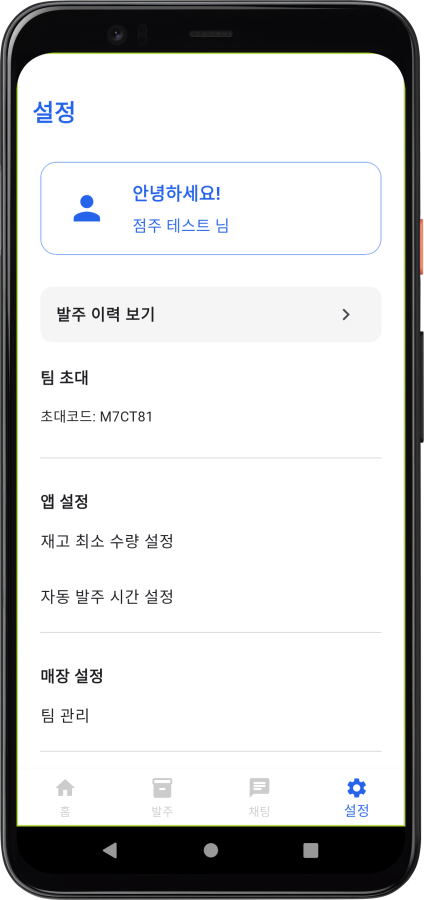 설정
안녕하세요!
점주 테스트 님
발주 이력 보기
팀 초대
초대코드: M7CT81
앱 설정
재고 최소 수량 설정
자동 발주 시간 설정
매장 설정
팀 관리
홈 발주 채팅 설정